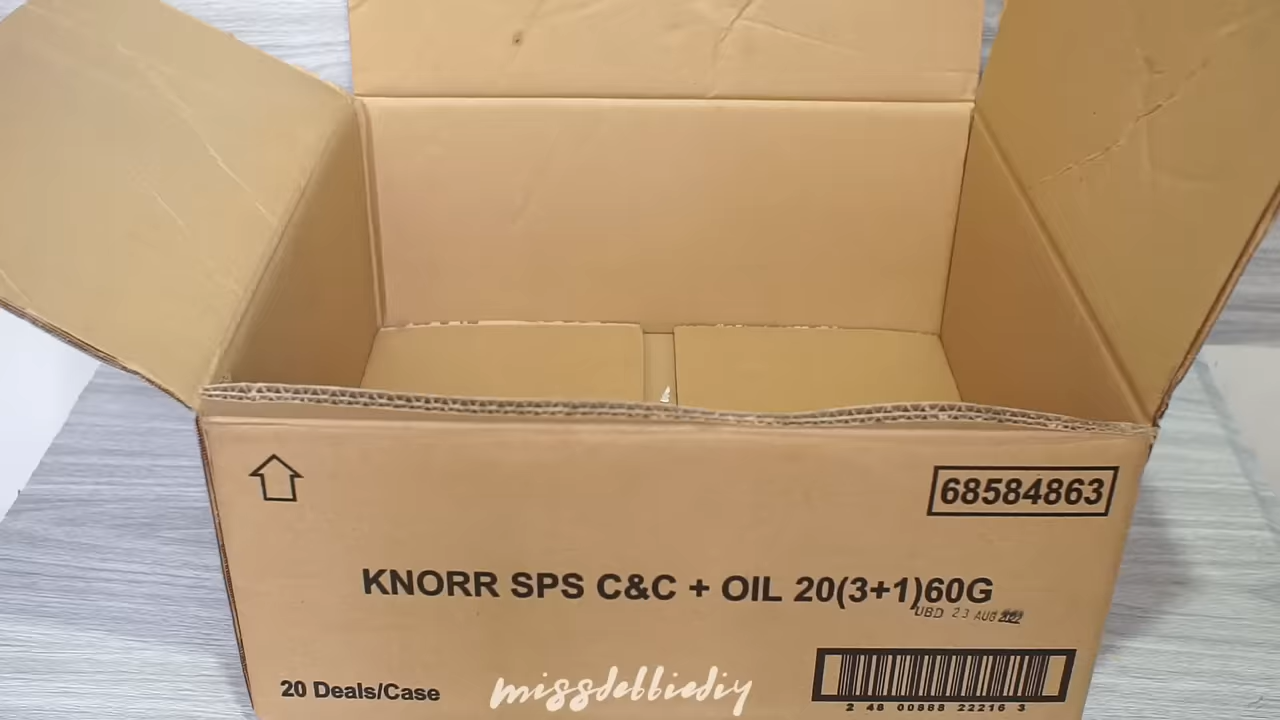 68584863
KNORR SPS C&C + OIL 20(3+1)60G
UBD 23 AUG
20 Deals/Case
missdebbiediy
2 48 00888 22216 3